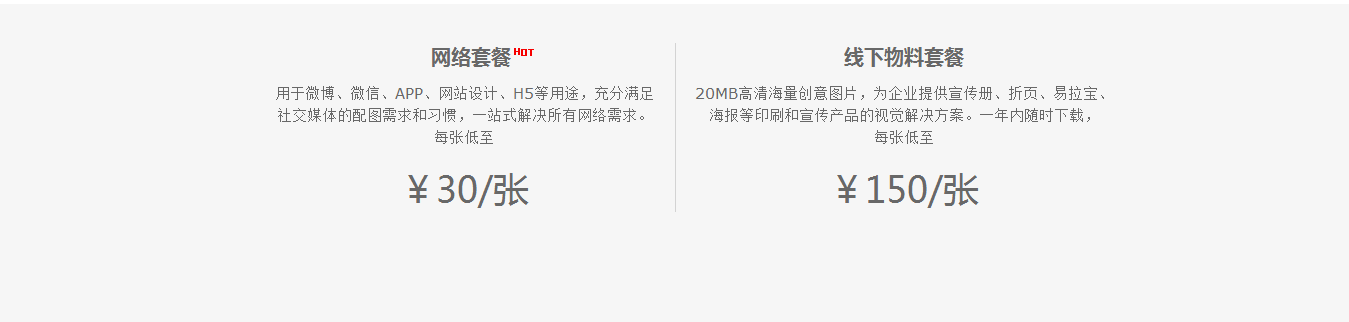 网络套餐HOT
用于微博、微信、APP、网站设计、H5等用途，充分满足
社交媒体的配图需求和习惯，一站式解决所有网络需求。
每张低至
￥30/张
线下物料套餐
20MB高清海量创意图片，为企业提供宣传册、折页、易拉宝、
海报等印刷和宣传产品的视觉解决方案。一年内随时下载，
每张低至
￥150/张